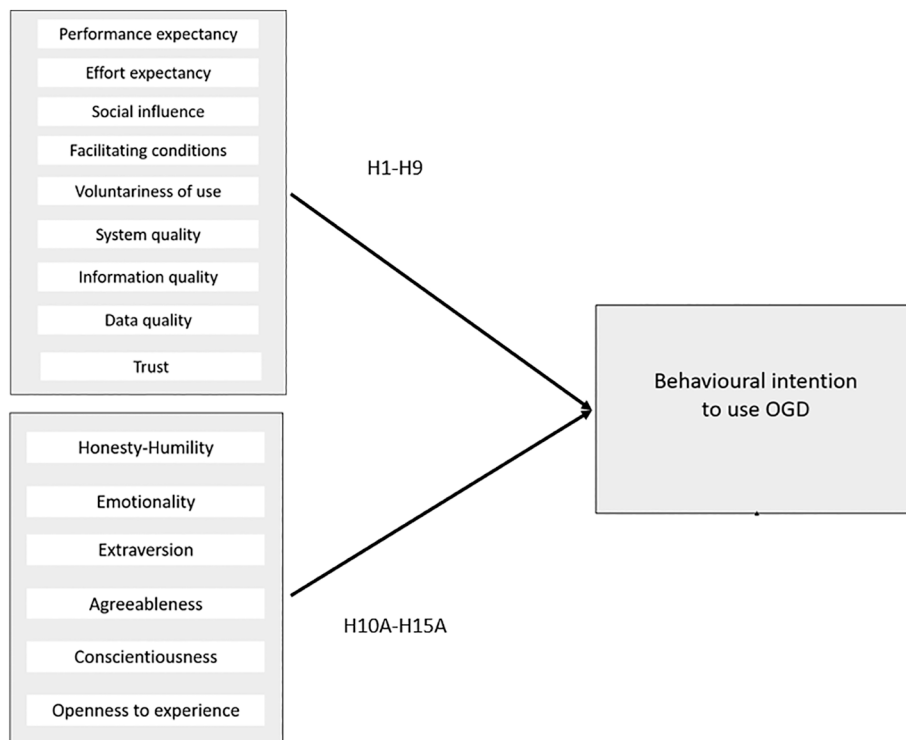 Performance expectancy
Effort expectancy
Social influence
Facilitating conditions
Voluntariness of use
System quality
Information quality
Data quality
Trust
H1-H9
Behavioural intention
to use OGD
Honesty-Humility
Emotionality
Extraversion
Agreeableness
Conscientiousness
Openness to experience
H10A-H15A